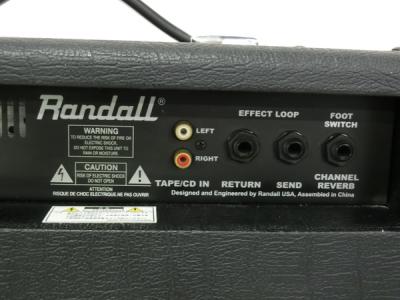 Randall®
WARNING
TO REDUCE THE RISK OF FIRE OR
ELECTRIC SHOCK,
DO NOT EXPOSE THIS UNIT TO
RAIN OR MOISTURE.
CAUTION
RISK OF ELECTRIC SHOCK
DO NOT OPEN
ATTENTION
RISQUE DE CHOC ELECTRIQUE.NE PAS OUVRIR
LEFT
RIGHT
TAPE/CD IN
EFFECT LOOP
RETURN
SEND
FOOT
SWITCH
CHANNEL
REVERB
Designed and Engineered by Randall USA, Assembled in China